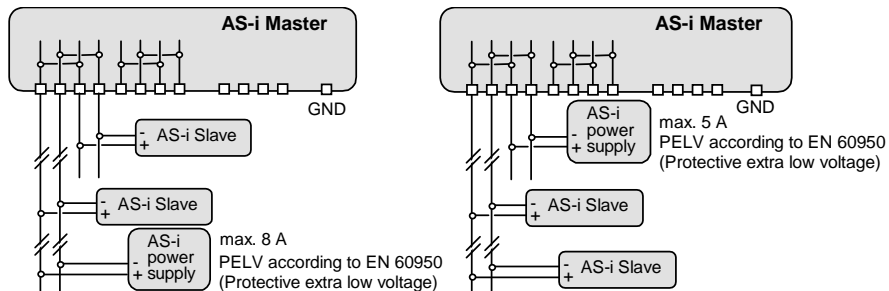 AS-i Master
GND
- AS-i Slave
+
- AS-i Slave
+
AS-i
power
- 
+ supply
max. 8 A
PELV according to EN 60950
(Protective extra low voltage)
AS-i Master
GND
AS-i
- power
+ supply
max. 5 A
PELV according to EN 60950
(Protective extra low voltage)
- AS-i Slave
+
- AS-i Slave
+